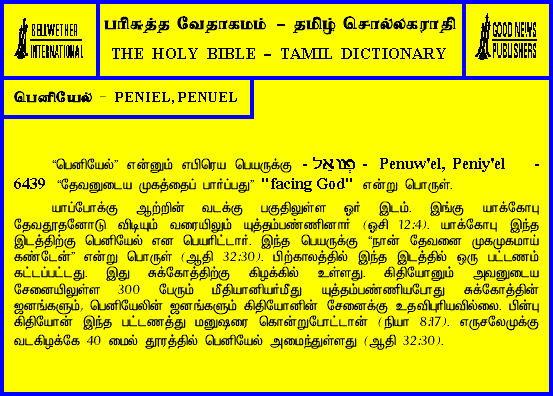 BELLWETHER
INTERNATIONAL
பரிசுத்த வேதாகமம் – தமிழ் சொல்லகராதி
THE HOLY BIBLE – TAMIL DICTIONARY
GOOD NEWS
PUBLISHERS
பெனியேல் – PENIEL, PENUEL
“பெனியேல்” என்னும் எபிரெய பெயருக்கு - פְּנוּאֵל - Penuw'el, Peniy'el -
6439 “தேவனுடைய முகத்தைப் பார்ப்பது” "facing God" என்று பொருள்.
யாப்போக்கு ஆற்றின் வடக்கு பகுதியிலுள்ள ஓர் இடம். இங்கு யாக்கோபு
தேவதூதனோடு விடியும் வரையிலும் யுத்தம்பண்ணினார் (ஓசி 12:4). யாக்கோபு இந்த
இடத்திற்கு பெனியேல் என பெயரிட்டார். இந்த பெயருக்கு “நான் தேவனை முகமுகமாய்
கண்டேன்” என்று பொருள் (ஆதி 32:30). பிற்காலத்தில் இந்த இடத்தில் ஒரு பட்டணம்
கட்டப்பட்டது. இது சுக்கோத்திற்கு கிழக்கில் உள்ளது. கிதியோனும் அவனுடைய
சேனையிலுள்ள 300 பேரும் மீதியானியர்மீது யுத்தம்பண்ணியபோது சுக்கோத்தின்
ஜனங்களும், பெனியேலின் ஜனங்களும் கிதியோனின் சேனைக்கு உதவிபுரியவில்லை. பின்பு
கிதியோன் இந்த பட்டணத்து மனுஷரை கொன்றுபோட்டான் (நியா 8:17). எருசலேமுக்கு
வடகிழக்கே 40 மைல் தூரத்தில் பெனியேல் அமைந்துள்ளது (ஆதி 32:30).